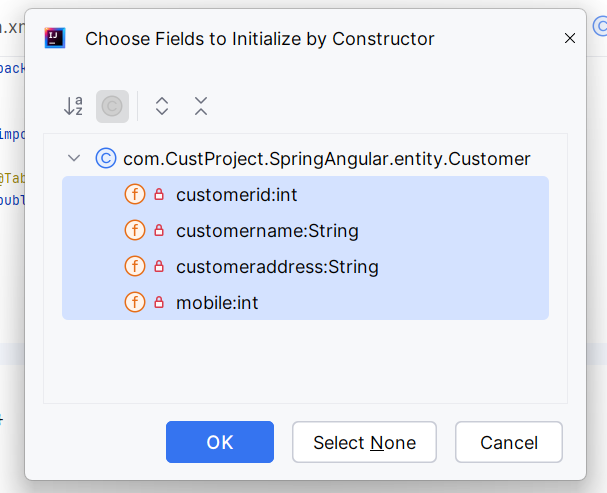 Choose Fields to Initialize by Constructor
com.CustProject.SpringAngular.entity.Customer
customerid:int
customername:String
customeraddress:String
mobile:int
OK
Select None
Cancel